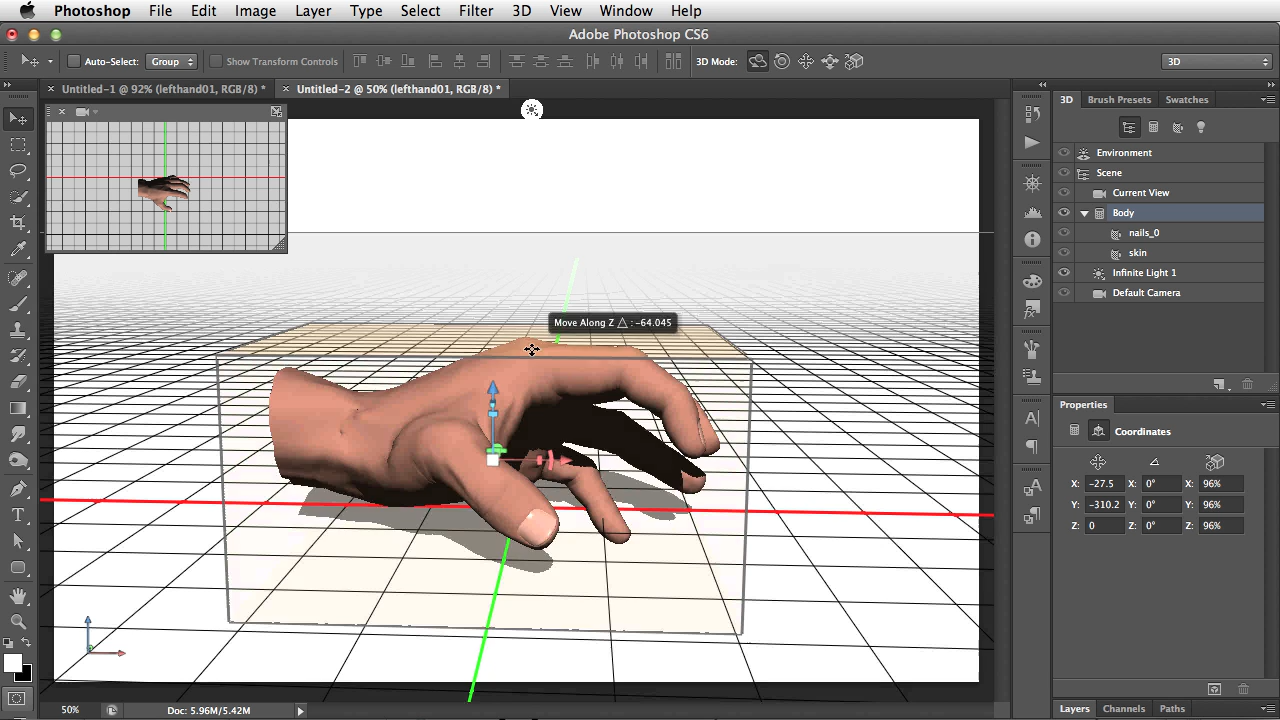 Photoshop File Edit Image Layer Type Select Filter 3D View Window Help
Adobe Photoshop CS6
Auto-Select: Group Show Transform Controls 3D Mode: 3D
Untitled-1 @ 92% (lefthand01, RGB/8) * Untitled-2 @ 50% (lefthand01, RGB/8) *
3D Brush Presets Swatches
Environment
Scene
Current View
Body
nails_0
skin
Infinite Light 1
Default Camera
Move Along Z △ : -64.045
Properties
Coordinates
X: -27.5 X: 0° X: 96%
Y: -310.2 Y: 0° Y: 96%
Z: 0 Z: 0° Z: 96%
50% Doc: 5.96M/5.42M
Layers Channels Paths